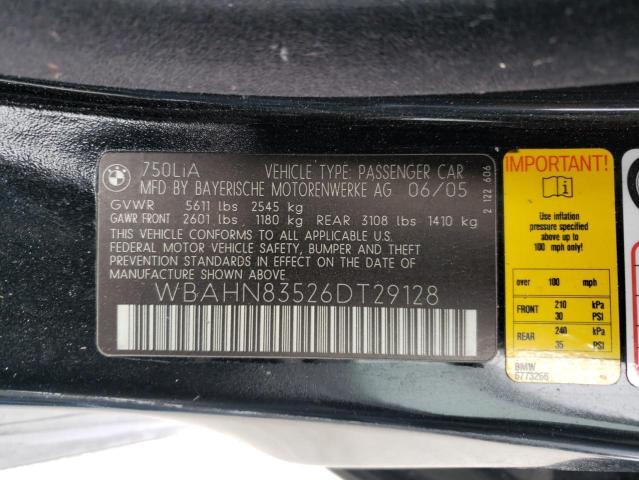 BMW
750LiA VEHICLE TYPE: PASSENGER CAR
MFD BY BAYERISCHE MOTORENWERKE AG 06/05
GVWR 5611 lbs 2545 kg
GAWR FRONT 2601 lbs 1180 kg REAR 3108 lbs 1410 kg
THIS VEHICLE CONFORMS TO ALL APPLICABLE U.S.
FEDERAL MOTOR VEHICLE SAFETY, BUMPER AND THEFT
PREVENTION STANDARDS IN EFFECT ON THE DATE OF
MANUFACTURE SHOWN ABOVE.
WBAHN83526DT29128
2 122 606
IMPORTANT!
Use inflation
pressure specified
above up to
100 mph only!
over 100 mph
FRONT 210 kPa
30 PSI
REAR 240 kPa
35 PSI
BMW
6773266